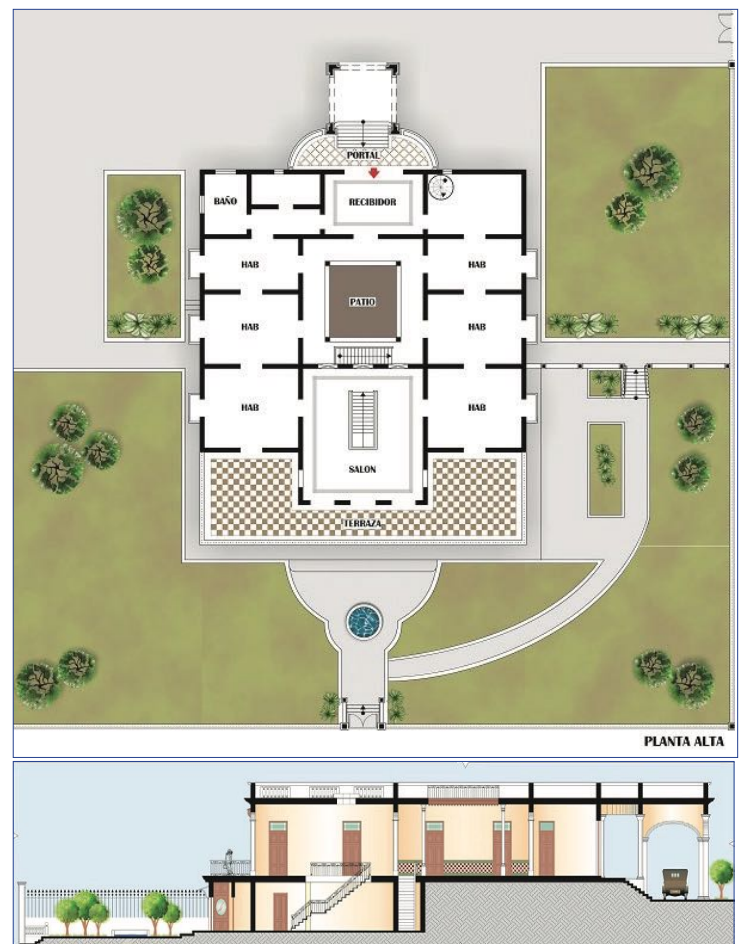 PORTAL
BAÑO
RECIBIDOR
HAB
HAB
PATIO
HAB
HAB
HAB
HAB
SALON
TERRAZA
PLANTA ALTA